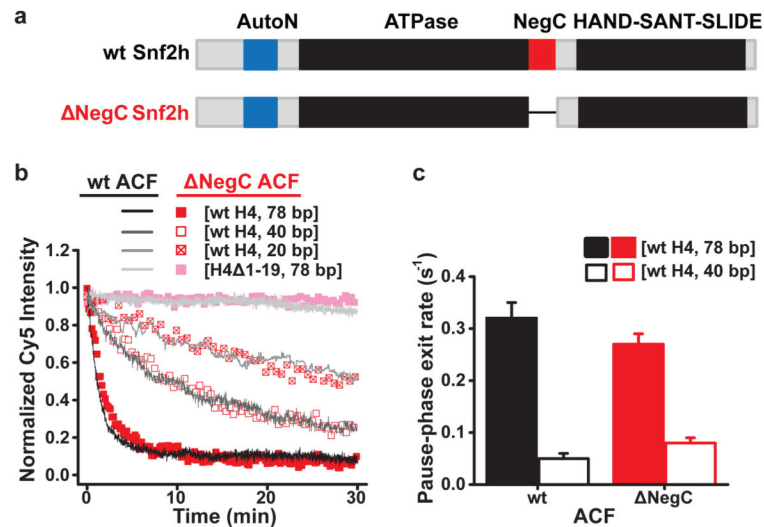 a
AutoN ATPase NegC HAND-SANT-SLIDE
wt Snf2h
ΔNegC Snf2h
b
wt ACF ΔNegC ACF
[wt H4, 78 bp]
[wt H4, 40 bp]
[wt H4, 20 bp]
[H4Δ1-19, 78 bp]
Normalized Cy5 Intensity
1.2
1.0
0.8
0.6
0.4
0.2
0.0
0 10 20 30
Time (min)
c
[wt H4, 78 bp]
[wt H4, 40 bp]
Pause-phase exit rate (s⁻¹)
0.4
0.3
0.2
0.1
0.0
wt ΔNegC
ACF